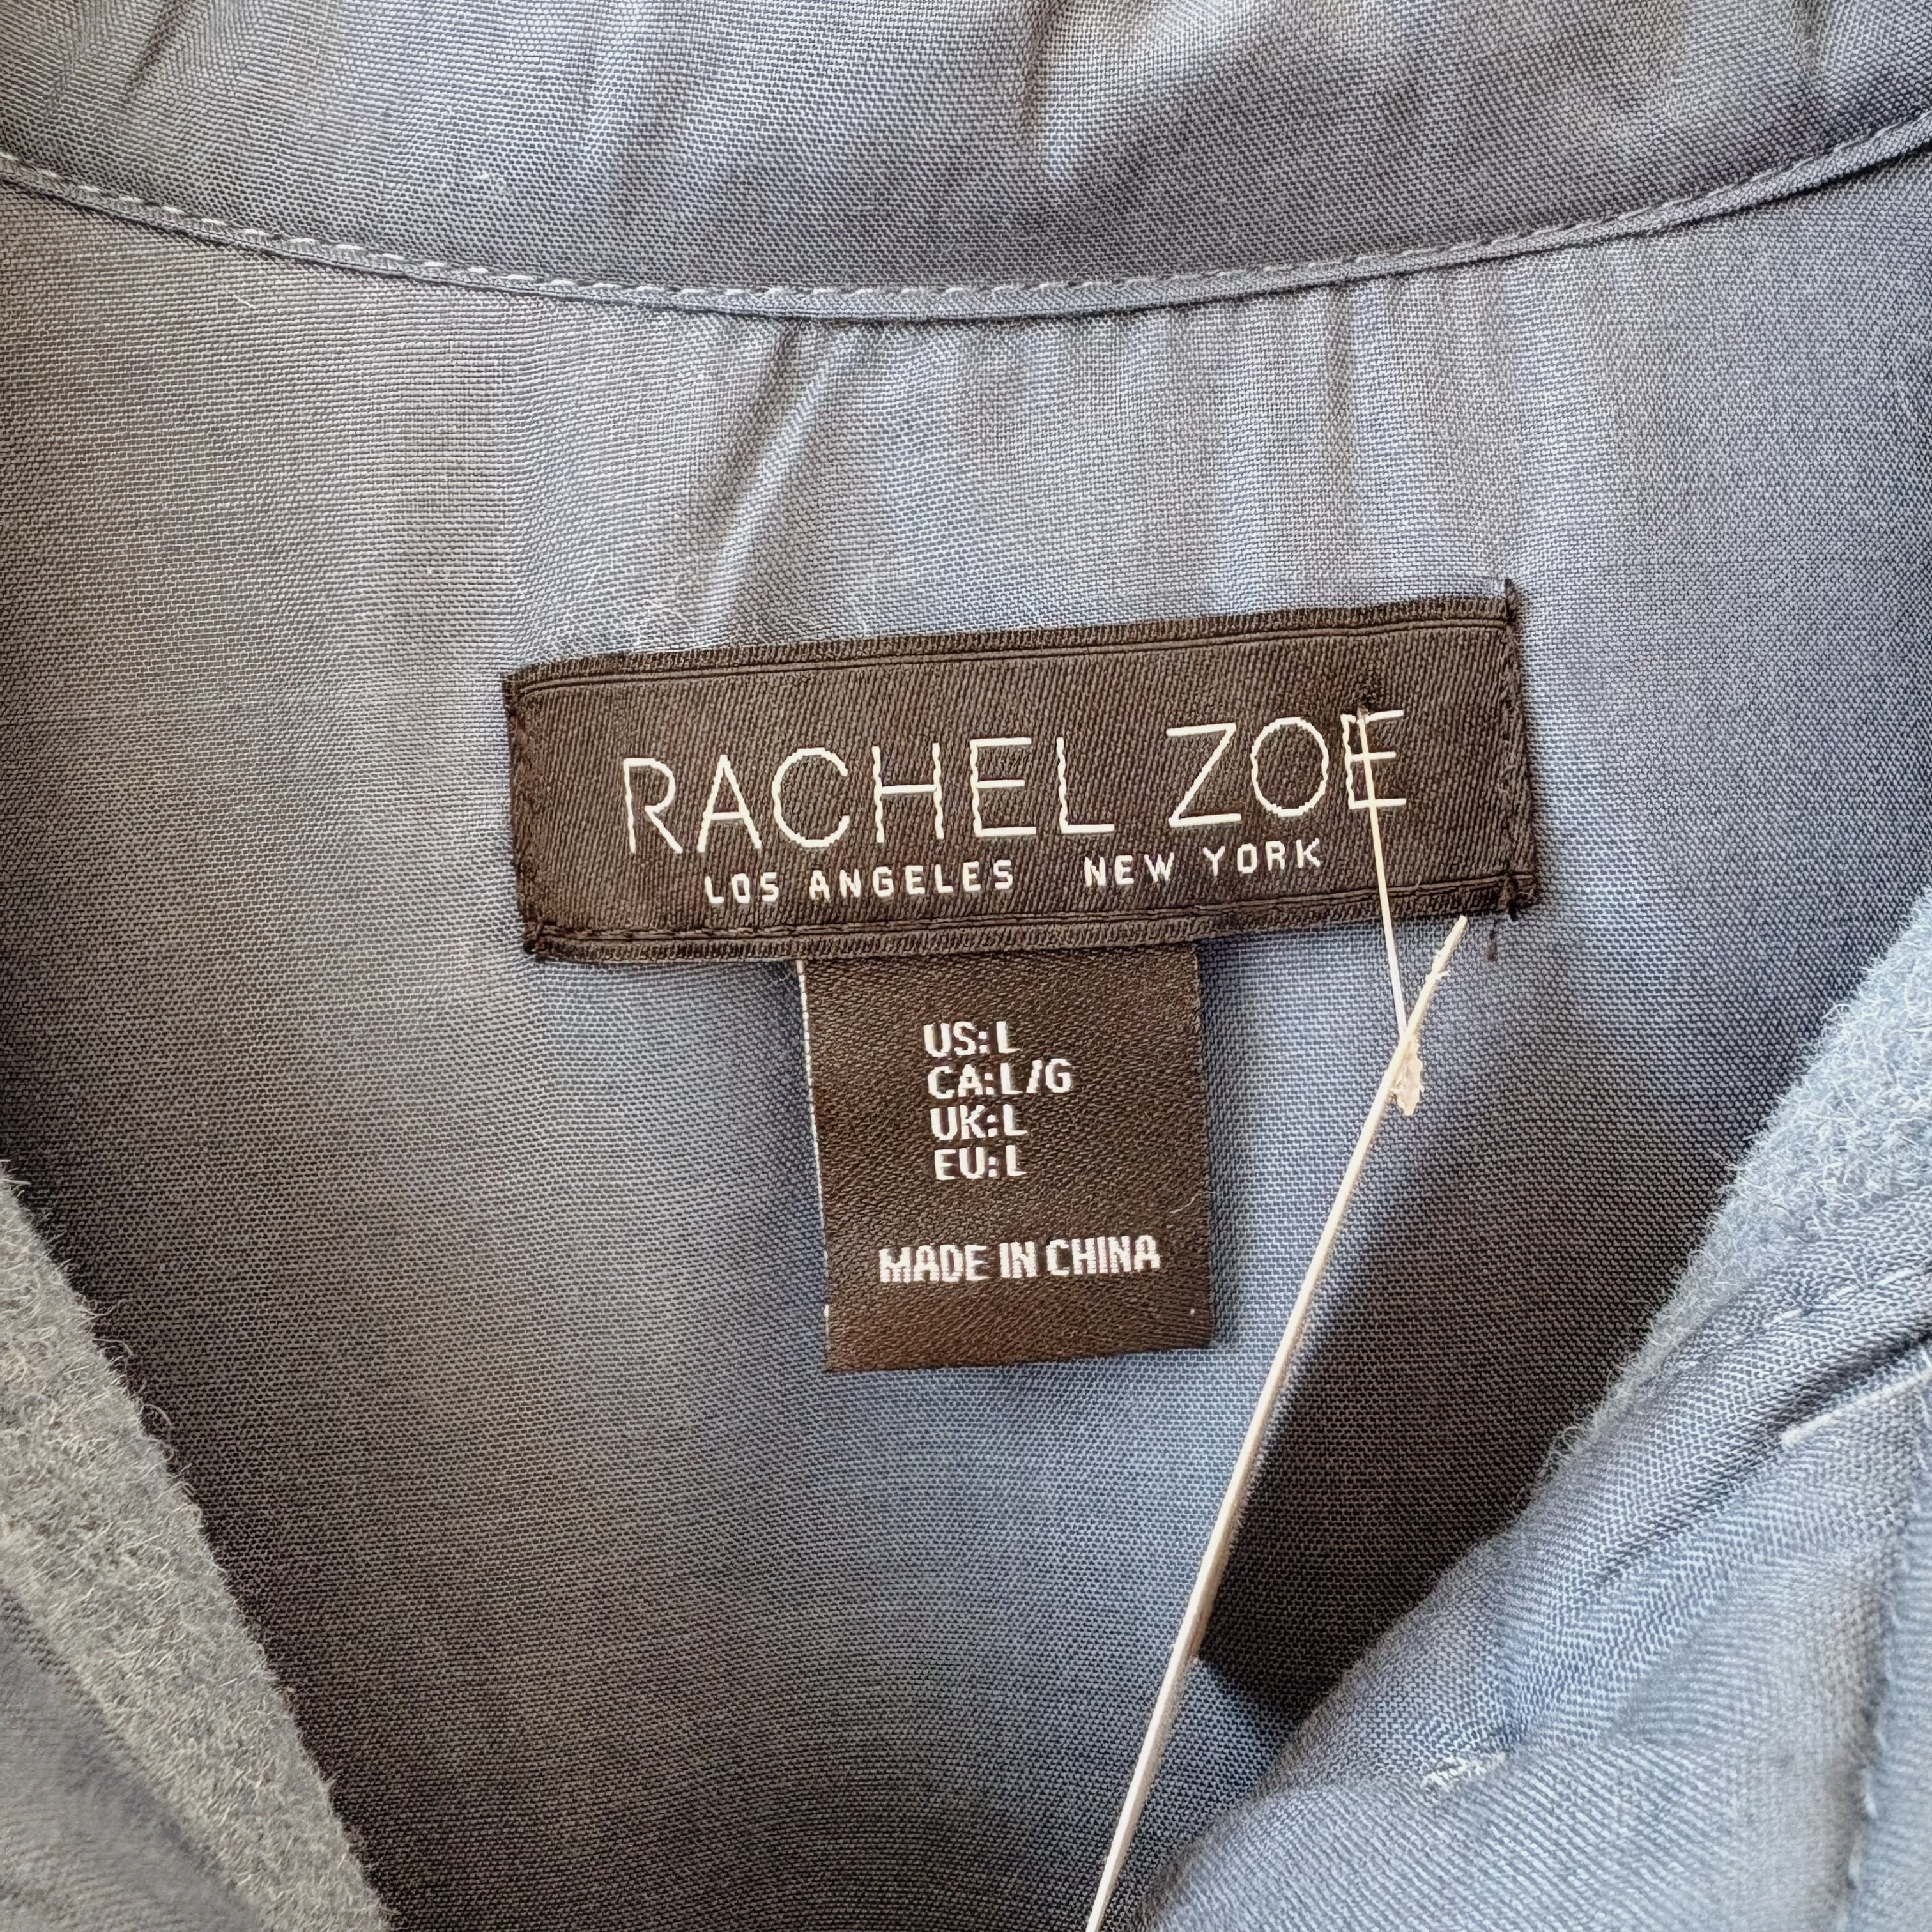 RACHEL ZOE
LOS ANGELES NEW YORK
US:L
CA:L/G
UK:L
EU:L
MADE IN CHINA